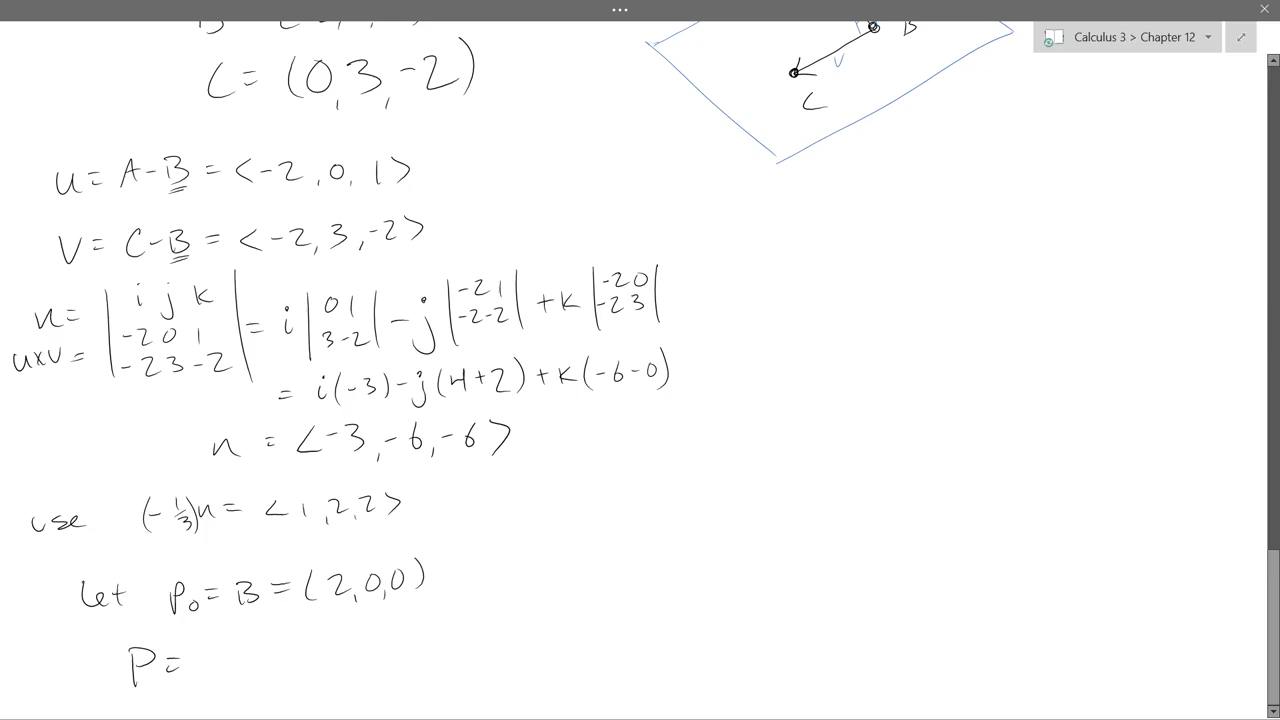 Calculus 3 > Chapter 12
B
C = (0, 3, -2)
V
C
u = A - B = < -2, 0, 1 >
V = C - B = < -2, 3, -2 >
n = | i j k | = i | 0 1 | - j | -2 1 | + k | -2 0 |
u x v = | -2 0 1 | | 3 -2 | | -2 -2 | | -2 3 |
| -2 3 -2 |
= i(-3) - j(4+2) + k(-6-0)
n = < -3, -6, -6 >
use (-1/3)n = < 1, 2, 2 >
Let P₀ = B = (2, 0, 0)
P =